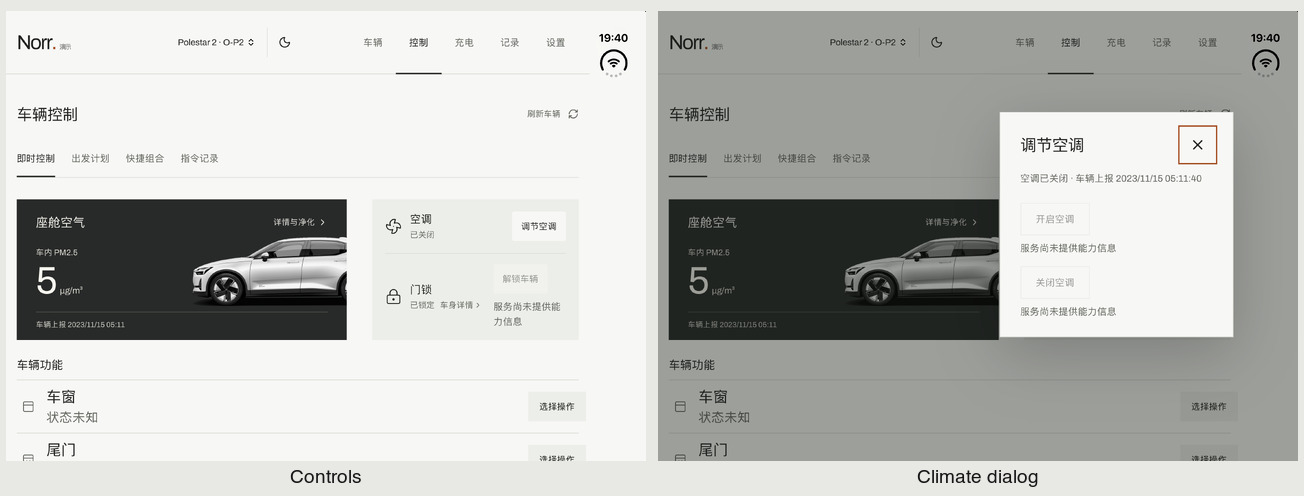 Norr. 演示
Polestar 2 · O-P2
车辆 控制 充电 记录 设置
19:40
车辆控制
刷新车辆
即时控制 出发计划 快捷组合 指令记录
座舱空气
详情与净化
车内 PM2.5
5 μg/m³
车辆上报 2023/11/15 05:11
空调
已关闭
调节空调
门锁
已锁定 车身详情
解锁车辆
服务尚未提供能
力信息
车辆功能
车窗
状态未知
选择操作
尾门
选择操作
Controls
Norr. 演示
Polestar 2 · O-P2
车辆 控制 充电 记录 设置
19:40
车辆控制
刷新车辆
即时控制 出发计划 快捷组合 指令记录
座舱空气
详情与净化
车内 PM2.5
5 μg/m³
车辆上报 2023/11/15 05:11
调节空调
空调已关闭 · 车辆上报 2023/11/15 05:11:40
开启空调
服务尚未提供能力信息
关闭空调
服务尚未提供能力信息
车辆功能
车窗
状态未知
选择操作
尾门
选择操作
Climate dialog